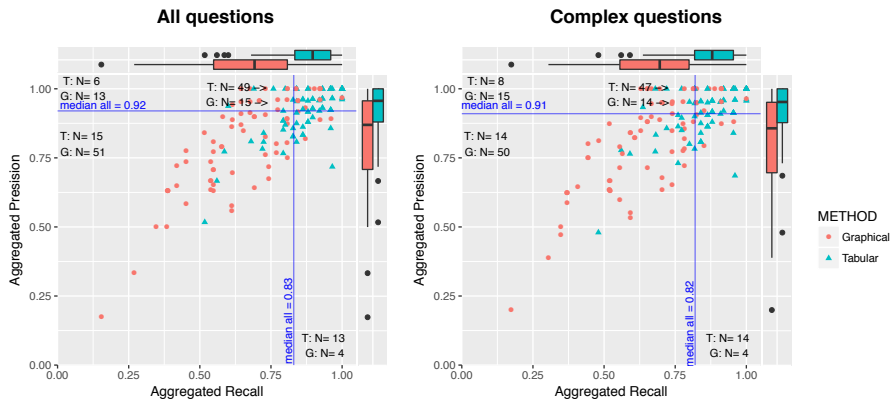 All questions
T: N= 6
G: N= 13
T: N= 49 ->
G: N= 15 ->
median all = 0.92
T: N= 15
G: N= 51
median all = 0.83
T: N= 13
G: N= 4
1.00
0.75
0.50
0.25
0.00
0.00 0.25 0.50 0.75 1.00
Aggregated Presision
Aggregated Recall
Complex questions
T: N= 8
G: N= 15
T: N= 47 ->
G: N= 14 ->
median all = 0.91
T: N= 14
G: N= 50
median all = 0.82
T: N= 14
G: N= 4
1.00
0.75
0.50
0.25
0.00
0.00 0.25 0.50 0.75 1.00
Aggregated Presision
Aggregated Recall
METHOD
Graphical
Tabular